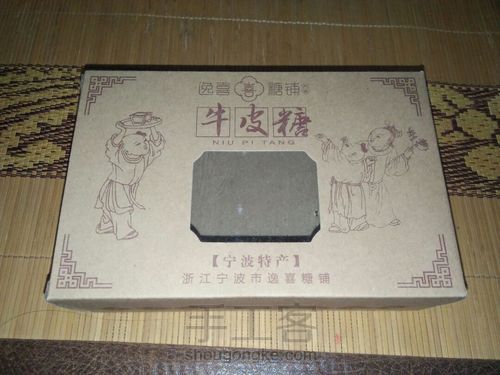 逸喜 喜 糖铺
牛皮糖
NIU PI TANG
【宁波特产】
浙江宁波市逸喜糖铺
手工客
shougongke.com